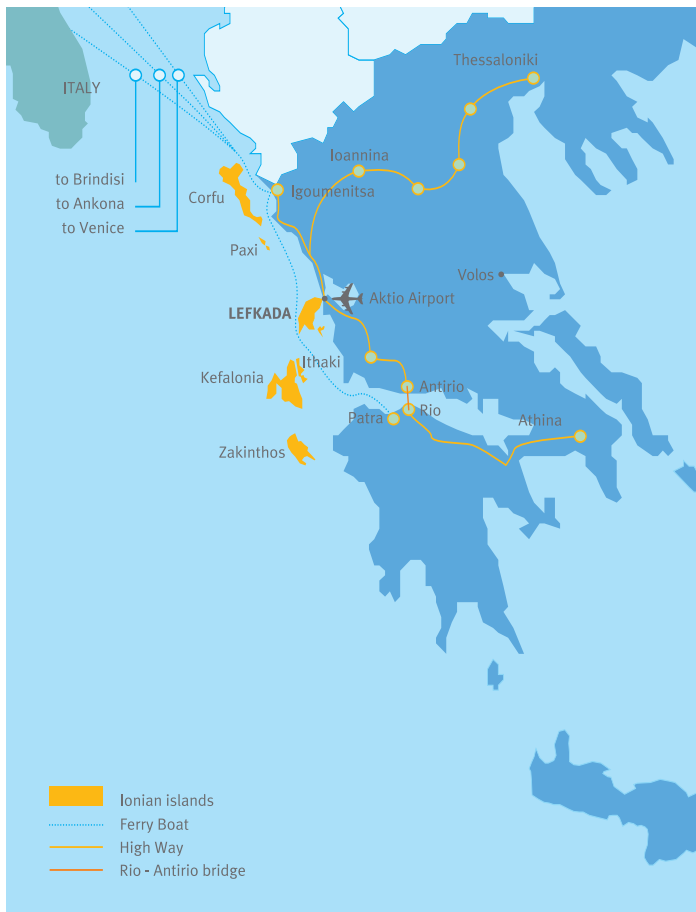 Thessaloniki
ITALY
Ioannina
to Brindisi
Igoumenitsa
Corfu
to Ankona
to Venice
Paxi
Volos
Aktio Airport
LEFKADA
Ithaki
Kefalonia
Antirio
Rio
Patra
Athina
Zakinthos
Ionian islands
Ferry Boat
High Way
Rio - Antirio bridge